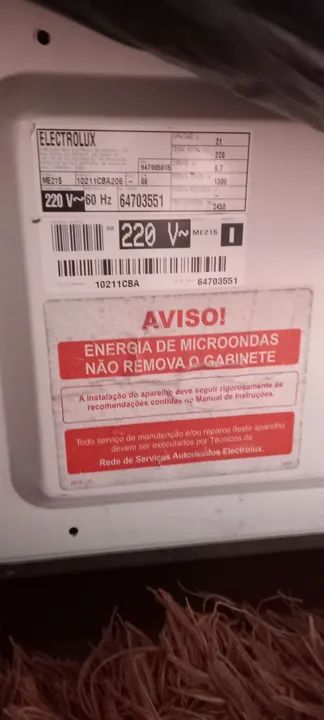 ELECTROLUX
21
220
947005015
6.7
ME21S 10211CBA206 - 06 1300
220 V~ 60 Hz 64703551
2450
220 V~ ME21S I
10211CBA 64703551
AVISO!
ENERGIA DE MICROONDAS
NÃO REMOVA O GABINETE
A instalação do aparelho deve seguir rigorosamente as
recomendações contidas no Manual de Instruções.
Todo serviço de manutenção e/ou reparos deste aparelho
devem ser executados por Técnicos da
Rede de Serviços Autorizados Electrolux.